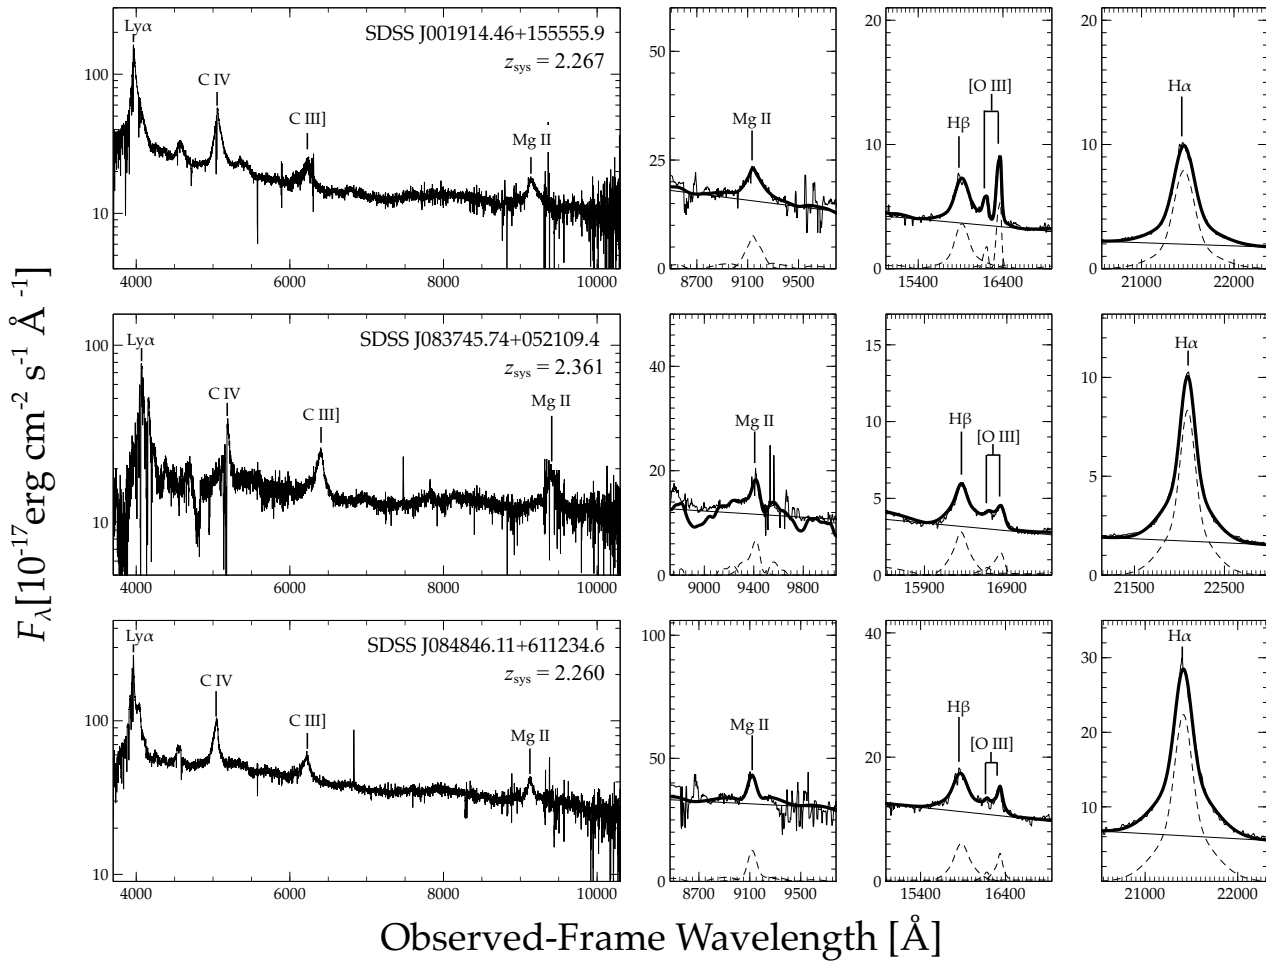 F_λ[10^-17 erg cm^-2 s^-1 Å^-1]
SDSS J001914.46+155555.9
z_sys = 2.267
Lyα
C IV
C III]
Mg II
100
10
4000 6000 8000 10000
Mg II
50
25
0
8700 9100 9500
Hβ
[O III]
20
10
0
15400 16400
Hα
20
10
0
21000 22000
SDSS J083745.74+052109.4
z_sys = 2.361
Lyα
C IV
C III]
Mg II
100
10
4000 6000 8000 10000
Mg II
40
20
0
9000 9400 9800
Hβ
[O III]
15
10
5
0
15900 16900
Hα
12
8
4
0
21500 22500
SDSS J084846.11+611234.6
z_sys = 2.260
Lyα
C IV
C III]
Mg II
100
10
4000 6000 8000 10000
Mg II
100
50
0
8700 9100 9500
Hβ
[O III]
40
20
0
15400 16400
Hα
30
20
10
21000 22000
Observed-Frame Wavelength [Å]